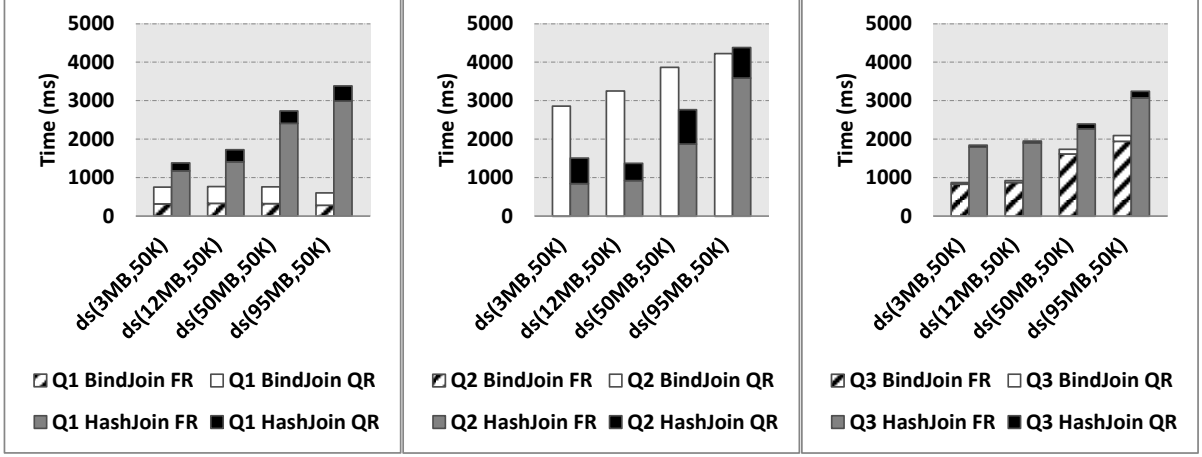 5000
4000
3000
2000
1000
0
Time (ms)
ds(3MB,50K)
ds(12MB,50K)
ds(50MB,50K)
ds(95MB,50K)
Q1 BindJoin FR
Q1 BindJoin QR
Q1 HashJoin FR
Q1 HashJoin QR
5000
4000
3000
2000
1000
0
Time (ms)
ds(3MB,50K)
ds(12MB,50K)
ds(50MB,50K)
ds(95MB,50K)
Q2 BindJoin FR
Q2 BindJoin QR
Q2 HashJoin FR
Q2 HashJoin QR
5000
4000
3000
2000
1000
0
Time (ms)
ds(3MB,50K)
ds(12MB,50K)
ds(50MB,50K)
ds(95MB,50K)
Q3 BindJoin FR
Q3 BindJoin QR
Q3 HashJoin FR
Q3 HashJoin QR